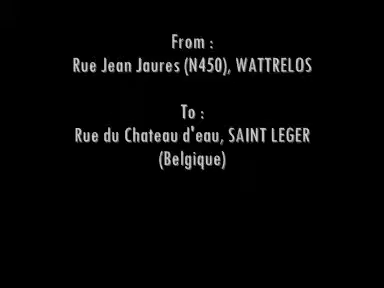 From :
Rue Jean Jaures (N450), WATTRELOS
To :
Rue du Chateau d'eau, SAINT LEGER
(Belgique)